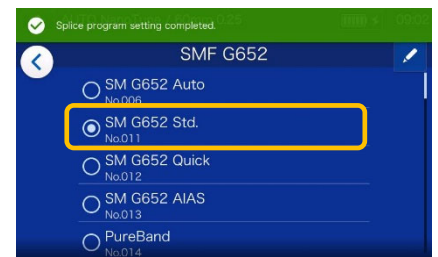 Splice program setting completed.
SMF G652
SM G652 Auto
No.006
SM G652 Std.
No.011
SM G652 Quick
No.012
SM G652 AIAS
No.013
PureBand
No.014